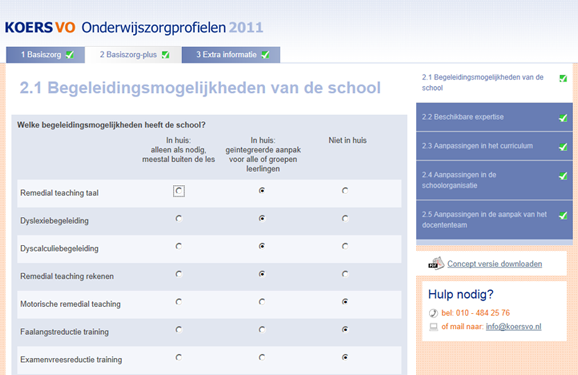 KOERS VO Onderwijszorgprofielen 2011
1 Basiszorg
2 Basiszorg-plus
3 Extra informatie
2.1 Begeleidingsmogelijkheden van de school
Welke begeleidingsmogelijkheden heeft de school?
In huis:
alleen als nodig,
meestal buiten de les
In huis:
geïntegreerde aanpak
voor alle of groepen
leerlingen
Niet in huis
Remedial teaching taal
Dyslexiebegeleiding
Dyscalculiebegeleiding
Remedial teaching rekenen
Motorische remedial teaching
Faalangstreductie training
Examenvreesreductie training
2.1 Begeleidingsmogelijkheden van de
school
2.2 Beschikbare expertise
2.3 Aanpassingen in het curriculum
2.4 Aanpassingen in de
schoolorganisatie
2.5 Aanpassingen in de aanpak van het
docententeam
Concept versie downloaden
Hulp nodig?
bel: 010 - 484 25 76
of mail naar: info@koersvo.nl